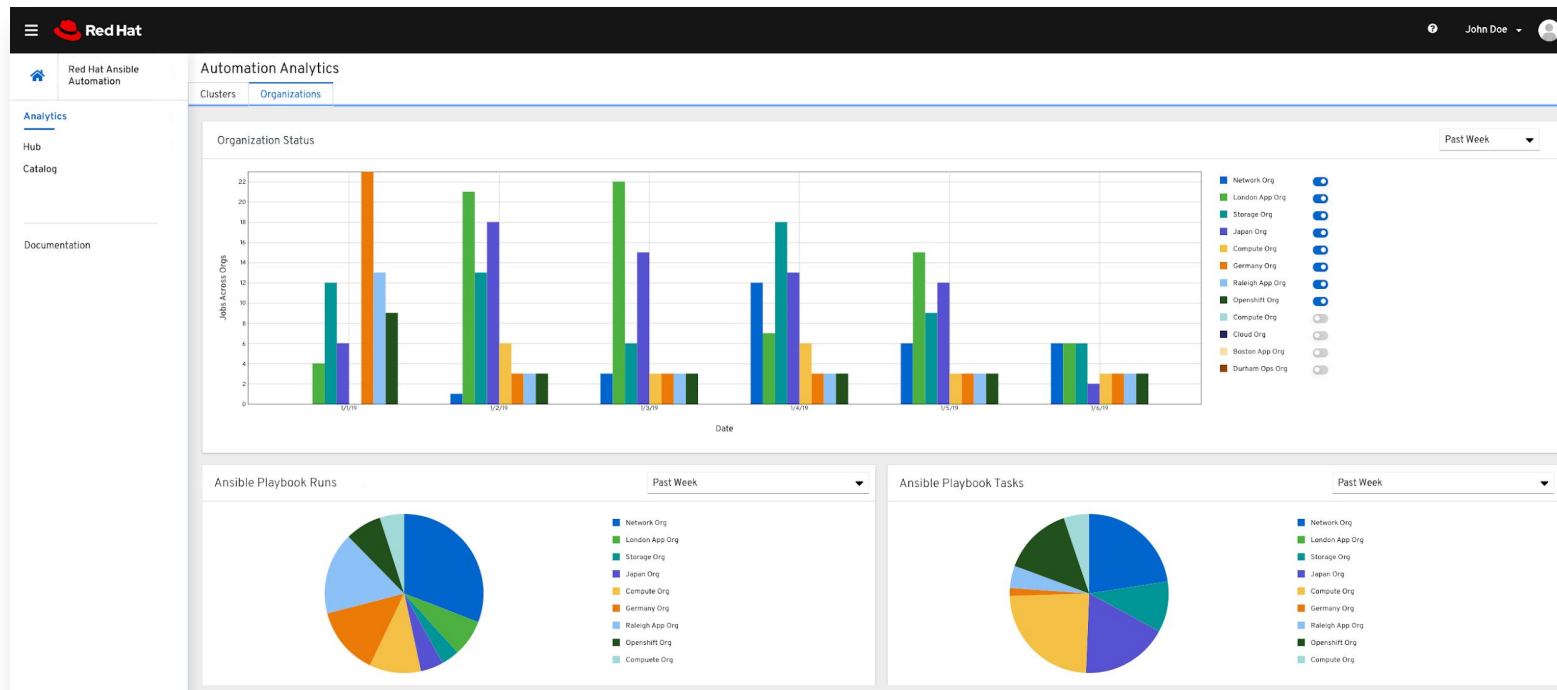 Red Hat
John Doe
Red Hat Ansible
Automation
Automation Analytics
Clusters
Organizations
Analytics
Hub
Catalog
Documentation
Organization Status
Past Week
22
20
18
16
14
12
10
8
6
4
2
0
Jobs Across Orgs
1/1/19
1/2/19
1/3/19
1/4/19
1/5/19
1/6/19
Date
Network Org
London App Org
Storage Org
Japan Org
Compute Org
Germany Org
Raleigh App Org
Openshift Org
Compute Org
Cloud Org
Boston App Org
Durham Ops Org
Ansible Playbook Runs
Past Week
Network Org
London App Org
Storage Org
Japan Org
Compute Org
Germany Org
Raleigh App Org
Openshift Org
Compuete Org
Ansible Playbook Tasks
Past Week
Network Org
London App Org
Storage Org
Japan Org
Compute Org
Germany Org
Raleigh App Org
Openshift Org
Compute Org